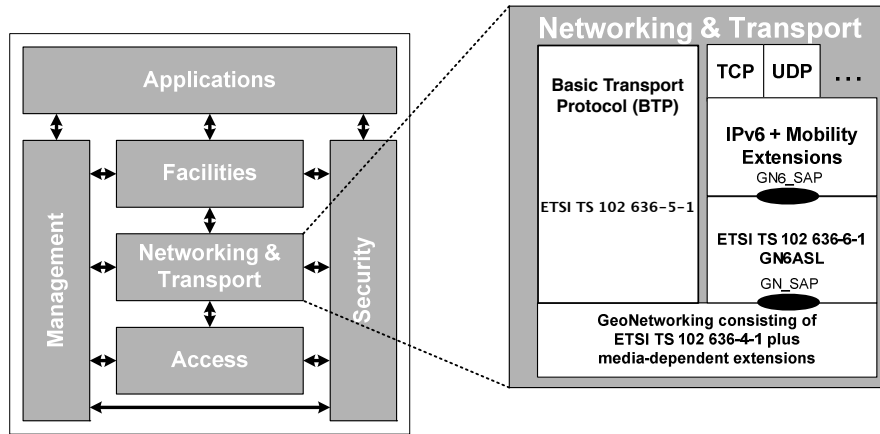 Applications
Facilities
Management
Networking &
Transport
Security
Access
Networking & Transport
Basic Transport
Protocol (BTP)
ETSI TS 102 636-5-1
TCP
UDP
...
IPv6 + Mobility
Extensions
GN6_SAP
ETSI TS 102 636-6-1
GN6ASL
GN_SAP
GeoNetworking consisting of
ETSI TS 102 636-4-1 plus
media-dependent extensions